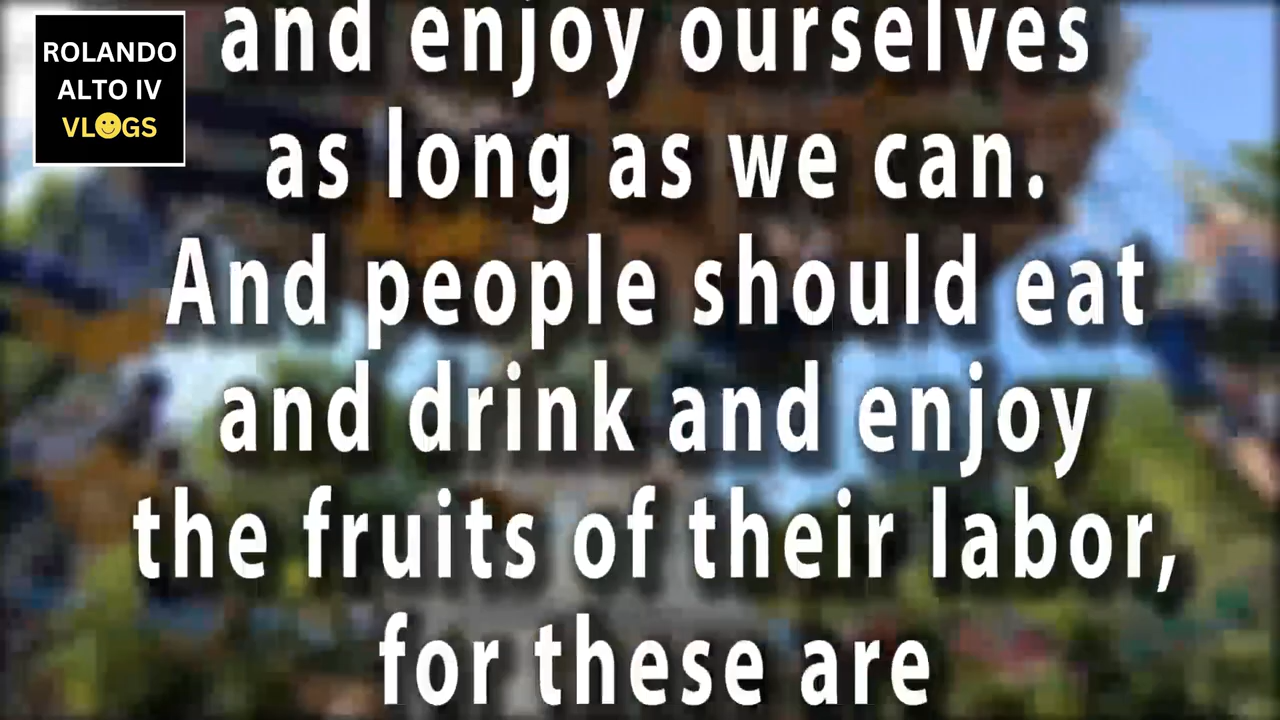 ROLANDO
ALTO IV
VLOGS
and enjoy ourselves
as long as we can.
And people should eat
and drink and enjoy
the fruits of their labor,
for these are